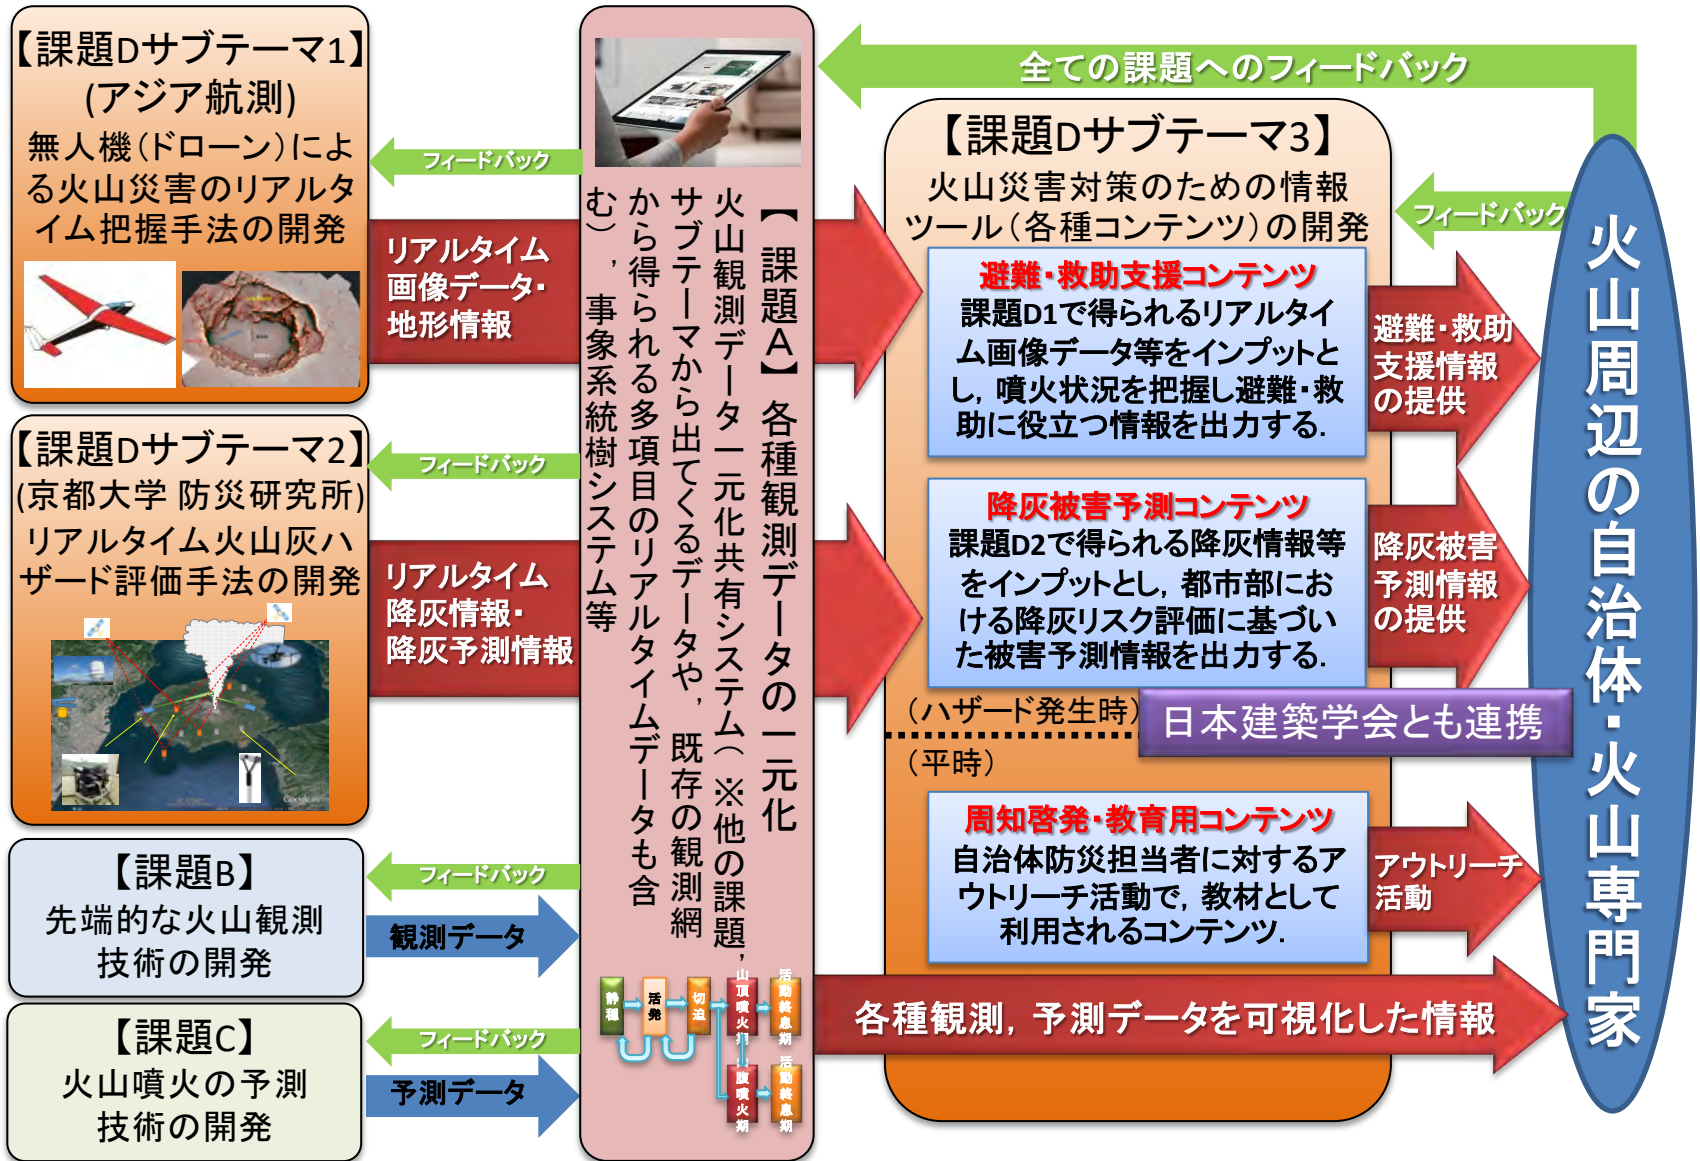 【課題Dサブテーマ1】
(アジア航測)
無人機(ドローン)によ
る火山災害のリアルタ
イム把握手法の開発
【課題Dサブテーマ2】
(京都大学 防災研究所)
リアルタイム火山灰ハ
ザード評価手法の開発
【課題B】
先端的な火山観測
技術の開発
【課題C】
火山噴火の予測
技術の開発
フィードバック
リアルタイム
画像データ・
地形情報
フィードバック
リアルタイム
降灰情報・
降灰予測情報
フィードバック
観測データ
フィードバック
予測データ
【課題A】各種観測データの一元化
火山観測データ一元化共有システム(※他の課題,
サブテーマから出てくるデータや,既存の観測網
から得られる多項目のリアルタイムデータも含
む),事象系統樹システム等
静穏
活発
切迫
山頂噴火期
活動終息期
山腹噴火期
活動終息期
全ての課題へのフィードバック
【課題Dサブテーマ3】
火山災害対策のための情報
ツール(各種コンテンツ)の開発
避難・救助支援コンテンツ
課題D1で得られるリアルタイ
ム画像データ等をインプットと
し,噴火状況を把握し避難・救
助に役立つ情報を出力する.
降灰被害予測コンテンツ
課題D2で得られる降灰情報等
をインプットとし,都市部にお
ける降灰リスク評価に基づい
た被害予測情報を出力する.
(ハザード発生時)
日本建築学会とも連携
(平時)
周知啓発・教育用コンテンツ
自治体防災担当者に対するア
ウトリーチ活動で,教材として
利用されるコンテンツ.
フィードバック
避難・救助
支援情報
の提供
降灰被害
予測情報
の提供
アウトリーチ
活動
各種観測,予測データを可視化した情報
火山周辺の自治体・火山専門家